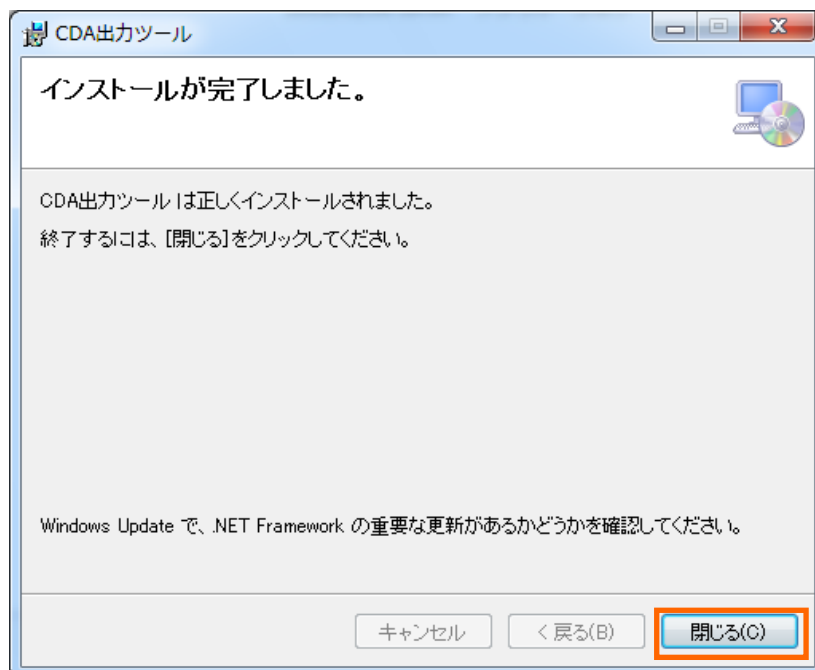 CDA出力ツール
インストールが完了しました。
CDA出力ツール は正しくインストールされました。
終了するには、[閉じる]をクリックしてください。
Windows Update で、.NET Framework の重要な更新があるかどうかを確認してください。
キャンセル < 戻る(B) 閉じる(C)